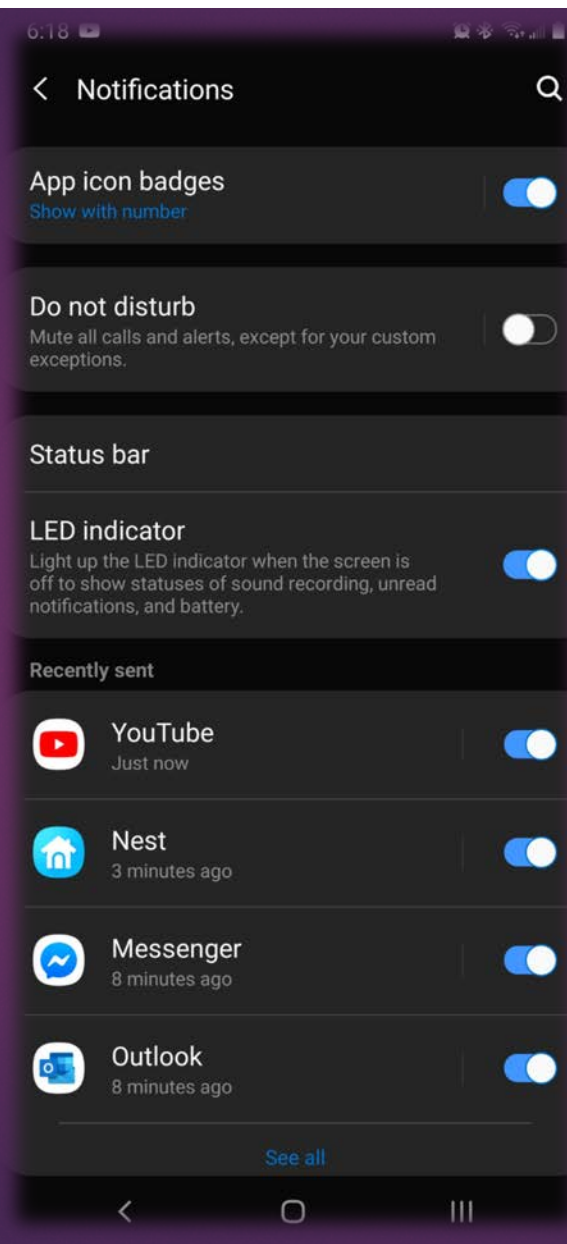 6:18
Notifications
App icon badges
Show with number
Do not disturb
Mute all calls and alerts, except for your custom
exceptions.
Status bar
LED indicator
Light up the LED indicator when the screen is
off to show statuses of sound recording, unread
notifications, and battery.
Recently sent
YouTube
Just now
Nest
3 minutes ago
Messenger
8 minutes ago
Outlook
8 minutes ago
See all